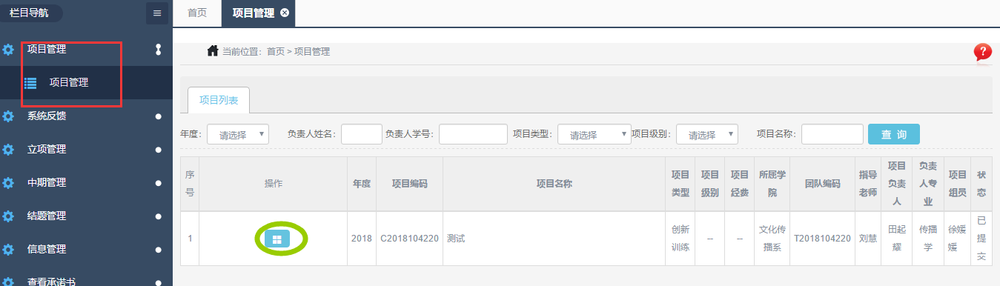 栏目导航
首页
项目管理
项目管理
项目管理
系统反馈
立项管理
中期管理
结题管理
信息管理
查看承诺书
当前位置：首页 > 项目管理
?
项目列表
年度： 请选择 负责人姓名： 负责人学号： 项目类型： 请选择 项目级别： 请选择 项目名称： 查 询
序号 操作 年度 项目编码 项目名称 项目类型 项目级别 项目经费 所属学院 团队编码 指导老师 项目负责人 负责人专业 项目组员 状态
1 2018 C2018104220 测试 创新训练 -- -- 文化传播系 T2018104220 刘慧 田起耀 传播学 徐媛媛 已提交